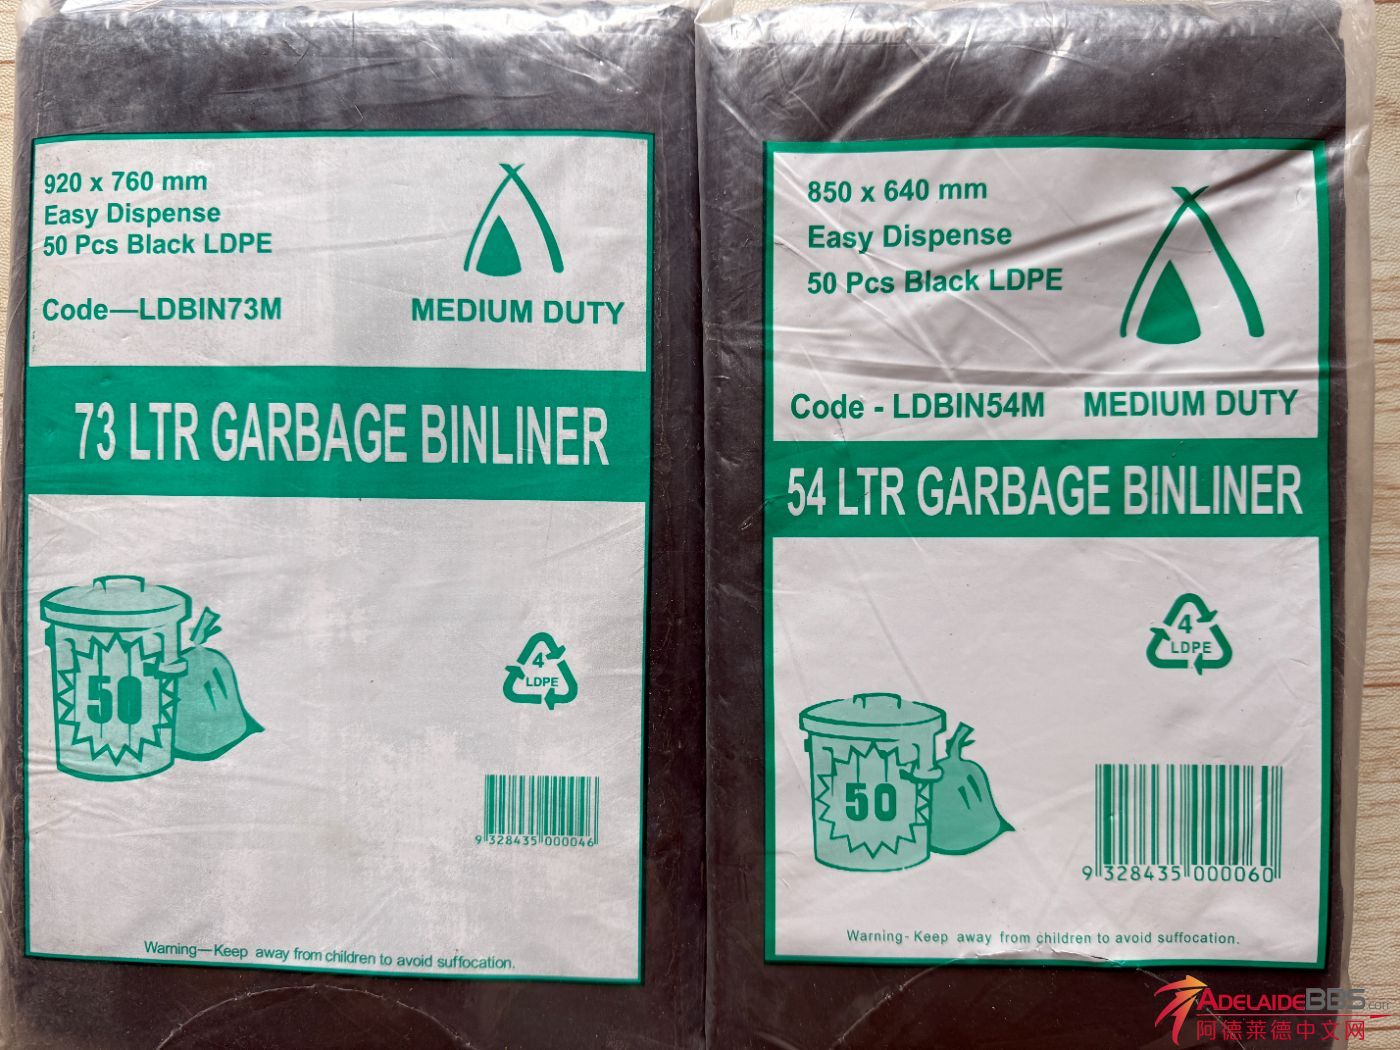 920 x 760 mm
Easy Dispense
50 Pcs Black LDPE
Code—LDBIN73M
MEDIUM DUTY
73 LTR GARBAGE BINLINER
50
4
LDPE
9 328435 000046
Warning—Keep away from children to avoid suffocation.
850 x 640 mm
Easy Dispense
50 Pcs Black LDPE
Code - LDBIN54M
MEDIUM DUTY
54 LTR GARBAGE BINLINER
4
LDPE
50
9 328435 000060
Warning- Keep away from children to avoid suffocation.
ADELAIDEBBS.com
阿德莱德中文网